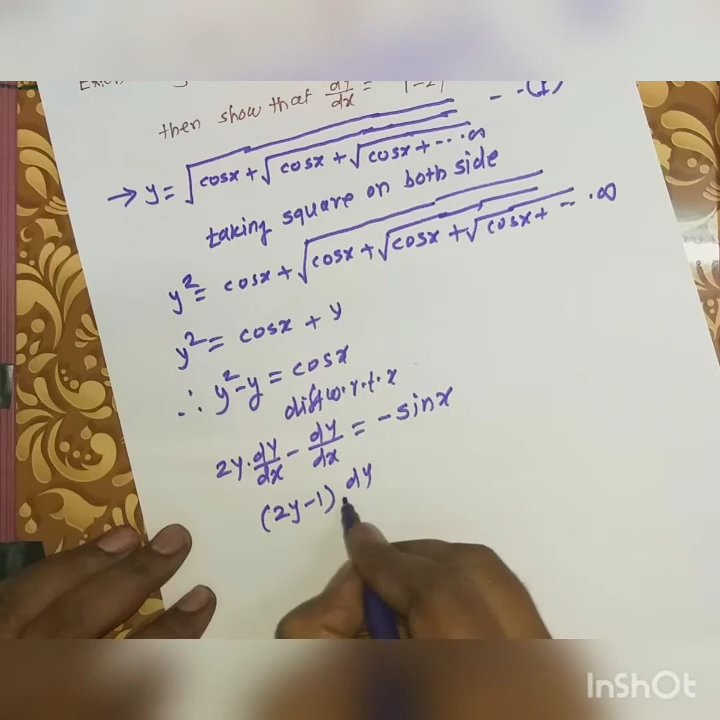 then show that dy/dx =
→ y = √cosx + √cosx + √cosx + ... ∞ - - (1)
taking square on both side
y² = cosx + √cosx + √cosx + √cosx + - . . ∞
y² = cosx + y
∴ y² - y = cosx
diff w.r.t. x
2y. dy/dx - dy/dx = - sinx
(2y-1) dy
InShOt